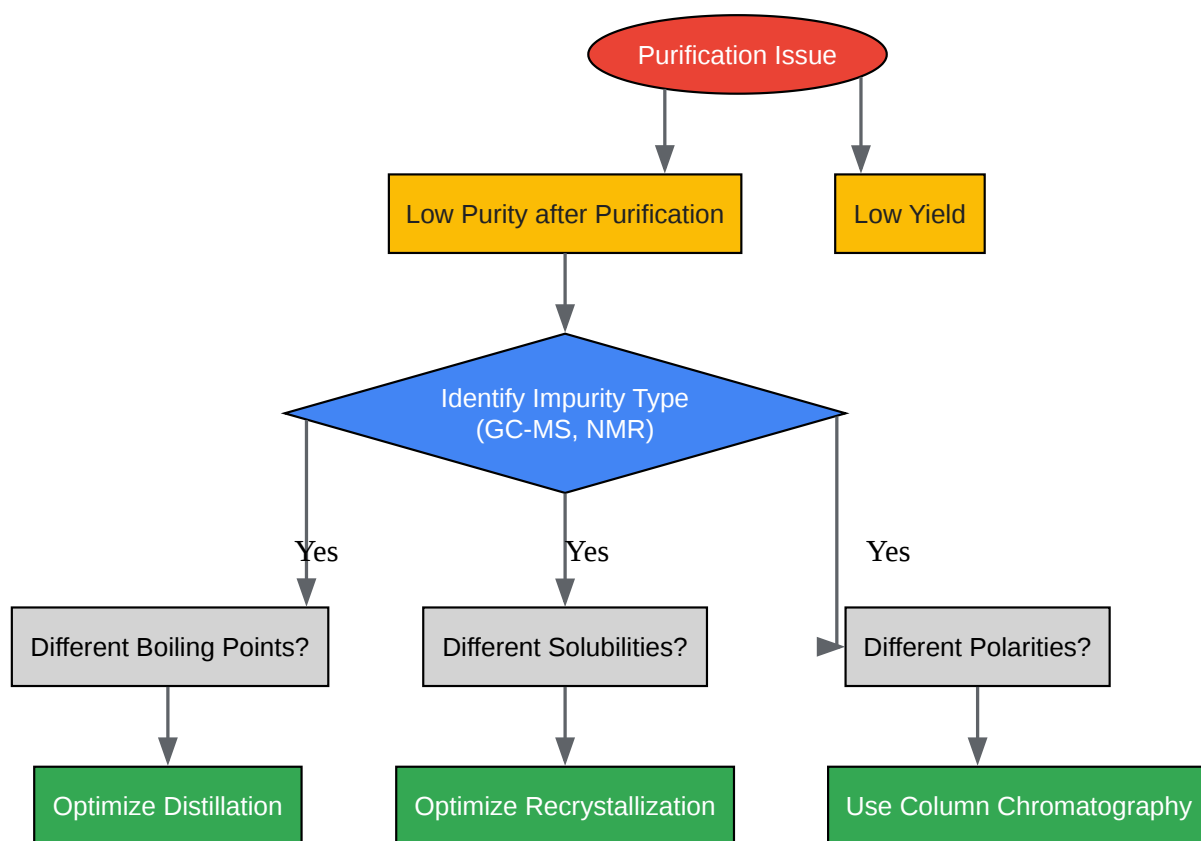 Purification Issue
Low Purity after Purification
Low Yield
Identify Impurity Type
(GC-MS, NMR)
Yes
Yes
Yes
Different Boiling Points?
Different Solubilities?
Different Polarities?
Optimize Distillation
Optimize Recrystallization
Use Column Chromatography